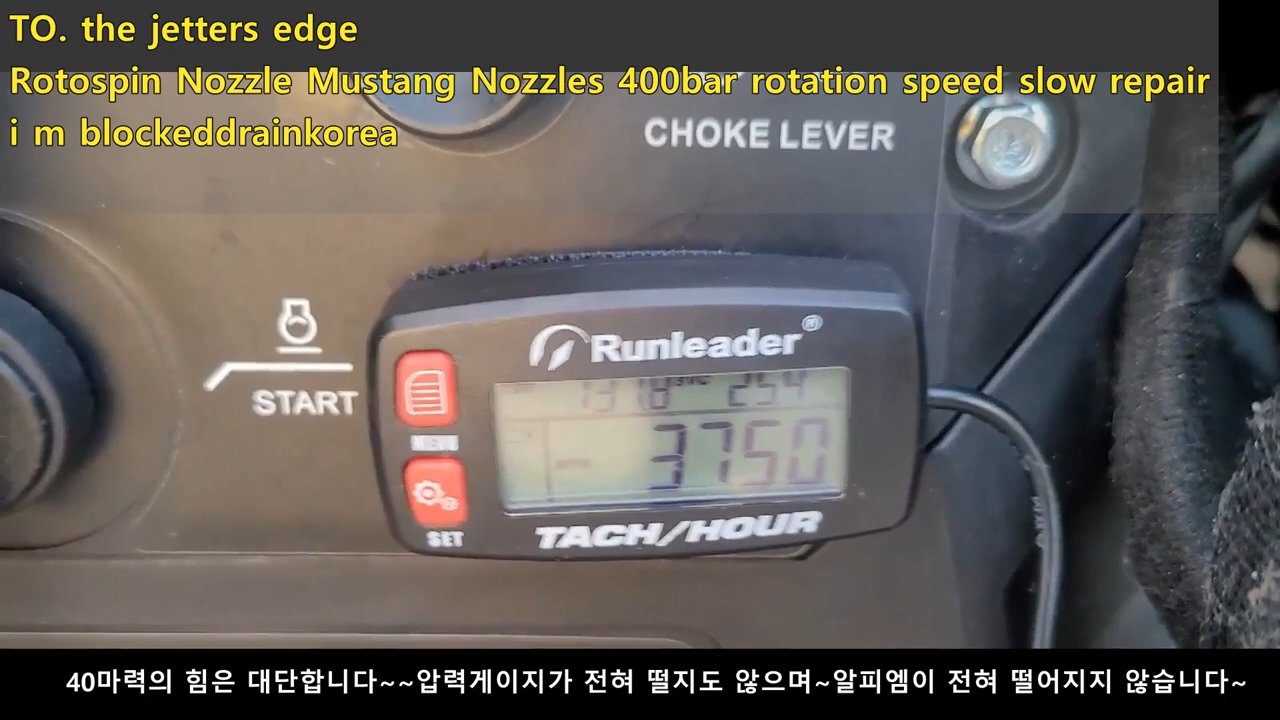 TO. the jetters edge
Rotospin Nozzle Mustang Nozzles 400bar rotation speed slow repair
i m blockeddrainkorea
CHOKE LEVER
START
Runleader®
MENU
3750
SET
TACH/HOUR
40마력의 힘은 대단합니다~~압력게이지가 전혀 떨지도 않으며~알피엠이 전혀 떨어지지 않습니다~